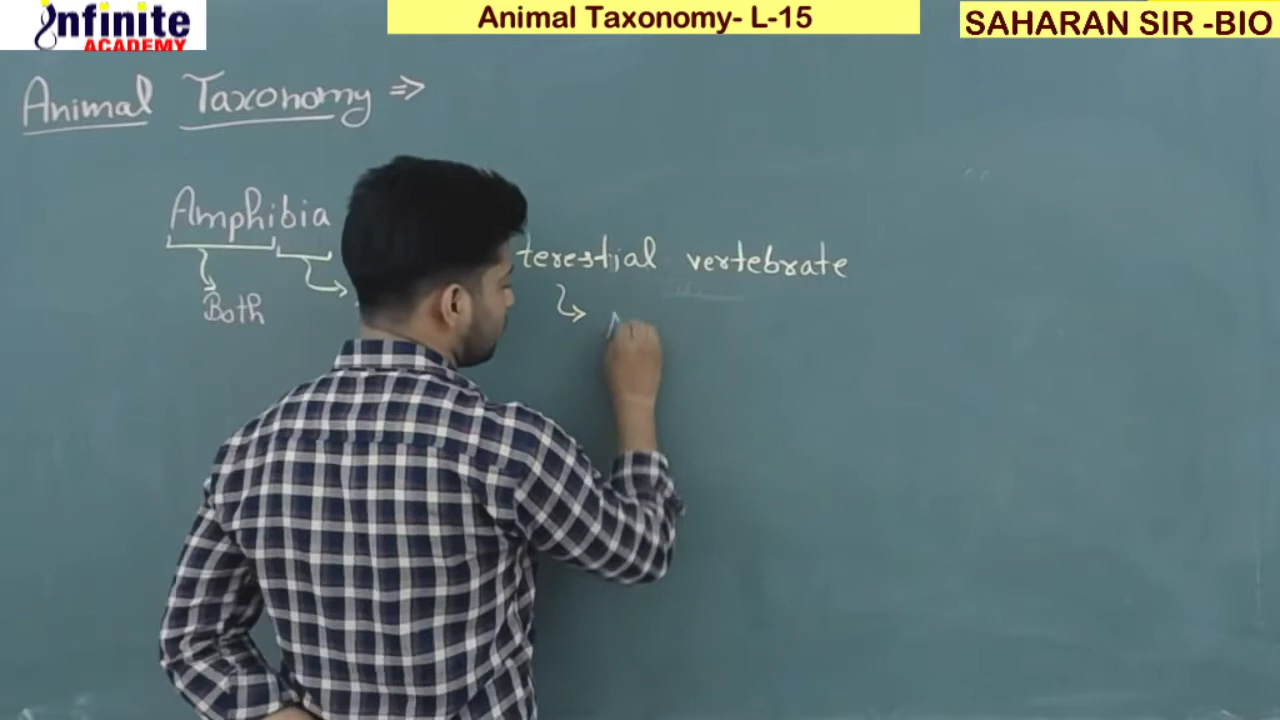 infinite
ACADEMY
Animal Taxonomy- L-15
SAHARAN SIR -BIO
Animal Taxonomy ⇒
Amphibia
terestial vertebrate
Both